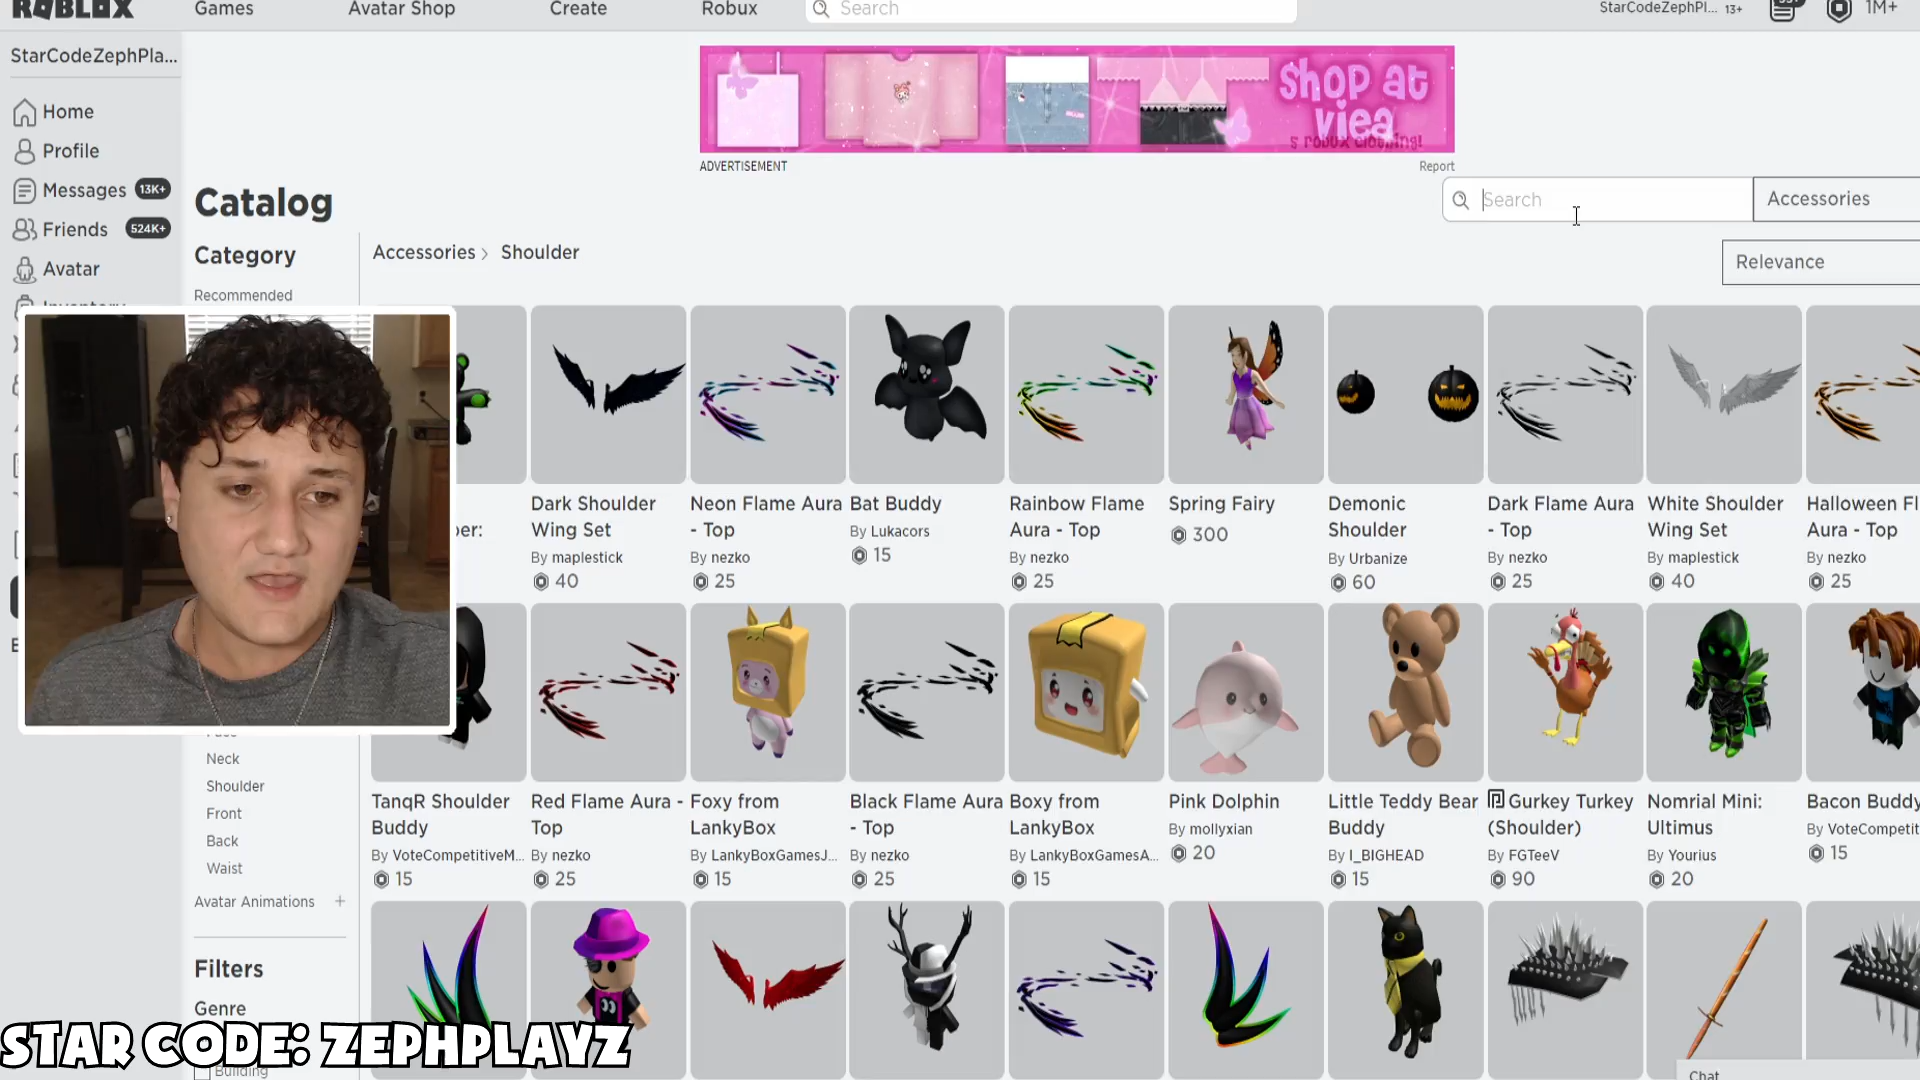 ROBLOX
Games
Avatar Shop
Create
Robux
Search
StarCodeZephPl... 13+
1M+
StarCodeZephPla...
Home
Profile
Messages 13K+
Friends 524K+
Avatar
Shop at
viea
5 robux clothing!
ADVERTISEMENT
Report
Catalog
Search
Accessories
Category
Accessories > Shoulder
Relevance
Recommended
Dark Shoulder Wing Set
By maplestick
40
Neon Flame Aura - Top
By nezko
25
Bat Buddy
By Lukacors
15
Rainbow Flame Aura - Top
By nezko
25
Spring Fairy
300
Demonic Shoulder
By Urbanize
60
Dark Flame Aura - Top
By nezko
25
White Shoulder Wing Set
By maplestick
40
Halloween Fl
Aura - Top
By nezko
25
Neck
Shoulder
Front
Back
Waist
Avatar Animations +
TanqR Shoulder Buddy
By VoteCompetitiveM...
15
Red Flame Aura - Top
By nezko
25
Foxy from LankyBox
By LankyBoxGamesJ...
15
Black Flame Aura - Top
By nezko
25
Boxy from LankyBox
By LankyBoxGamesA...
15
Pink Dolphin
By mollyxian
20
Little Teddy Bear Buddy
By I_BIGHEAD
15
Gurkey Turkey (Shoulder)
By FGTeeV
90
Nomrial Mini: Ultimus
By Yourius
20
Bacon Buddy
By VoteCompetit
15
Filters
Genre
Building
STAR CODE: ZEPHPLAYZ
Chat